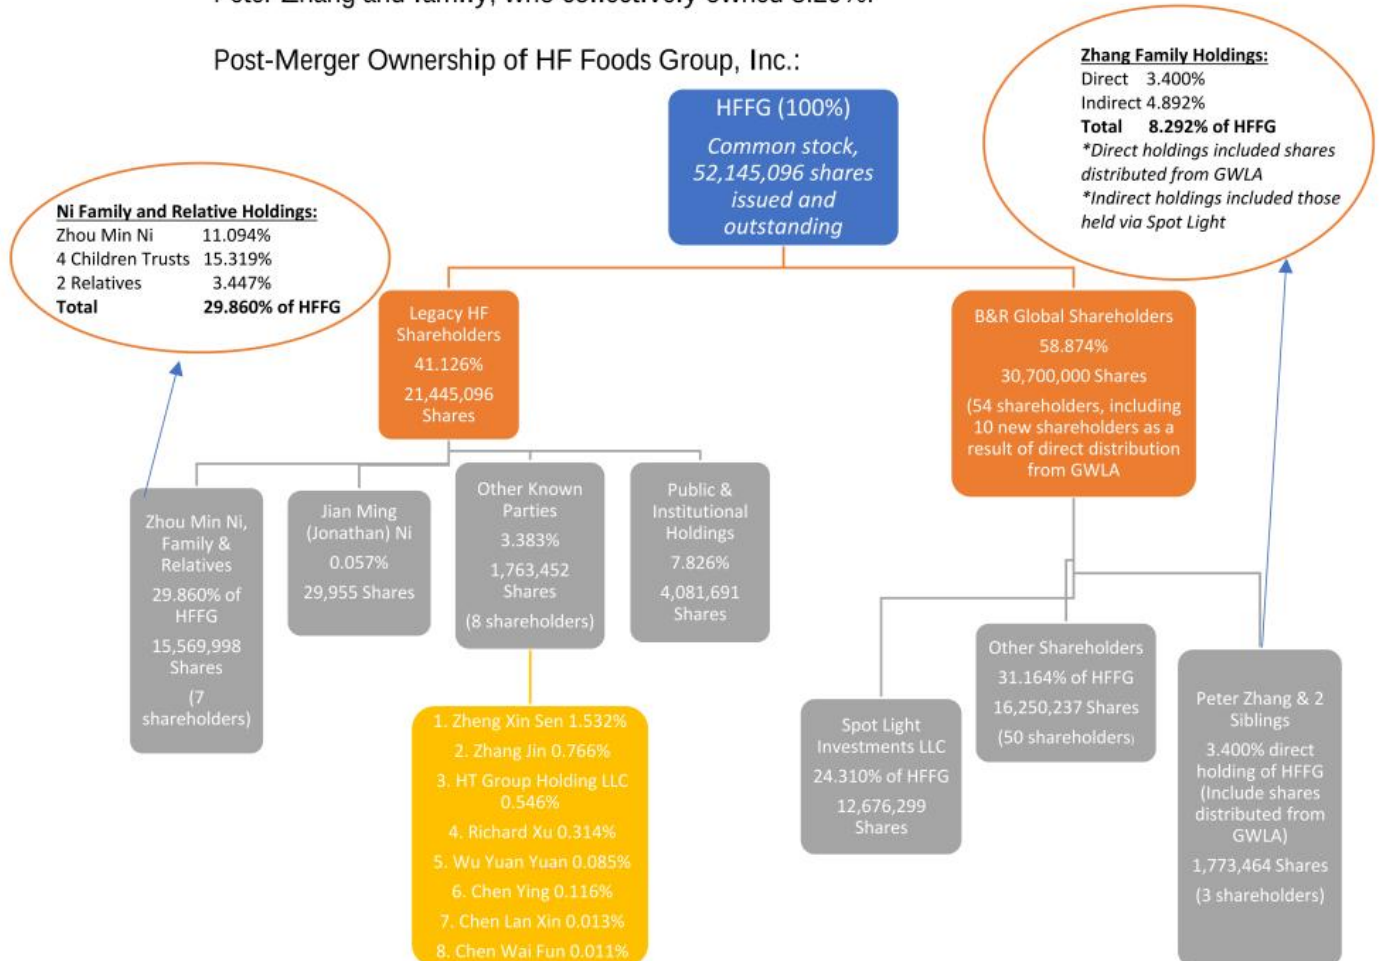 Peter Zhang and family, who collectively owned 8.29%.
Post-Merger Ownership of HF Foods Group, Inc.:
Zhang Family Holdings:
Direct 3.400%
Indirect 4.892%
Total 8.292% of HFFG
*Direct holdings included shares
distributed from GWLA
*Indirect holdings included those
held via Spot Light
HFFG (100%)
Common stock,
52,145,096 shares
issued and
outstanding
Ni Family and Relative Holdings:
Zhou Min Ni 11.094%
4 Children Trusts 15.319%
2 Relatives 3.447%
Total 29.860% of HFFG
Legacy HF
Shareholders
41.126%
21,445,096
Shares
B&R Global Shareholders
58.874%
30,700,000 Shares
(54 shareholders, including
10 new shareholders as a
result of direct distribution
from GWLA
Zhou Min Ni,
Family &
Relatives
29.860% of
HFFG
15,569,998
Shares
(7
shareholders)
Jian Ming
(Jonathan) Ni
0.057%
29,955 Shares
Other Known
Parties
3.383%
1,763,452
Shares
(8 shareholders)
Public &
Institutional
Holdings
7.826%
4,081,691
Shares
1. Zheng Xin Sen 1.532%
2. Zhang Jin 0.766%
3. HT Group Holding LLC
0.546%
4. Richard Xu 0.314%
5. Wu Yuan Yuan 0.085%
6. Chen Ying 0.116%
7. Chen Lan Xin 0.013%
8. Chen Wai Fun 0.011%
Spot Light
Investments LLC
24.310% of HFFG
12,676,299
Shares
Other Shareholders
31.164% of HFFG
16,250,237 Shares
(50 shareholders)
Peter Zhang & 2
Siblings
3.400% direct
holding of HFFG
(Include shares
distributed from
GWLA)
1,773,464 Shares
(3 shareholders)